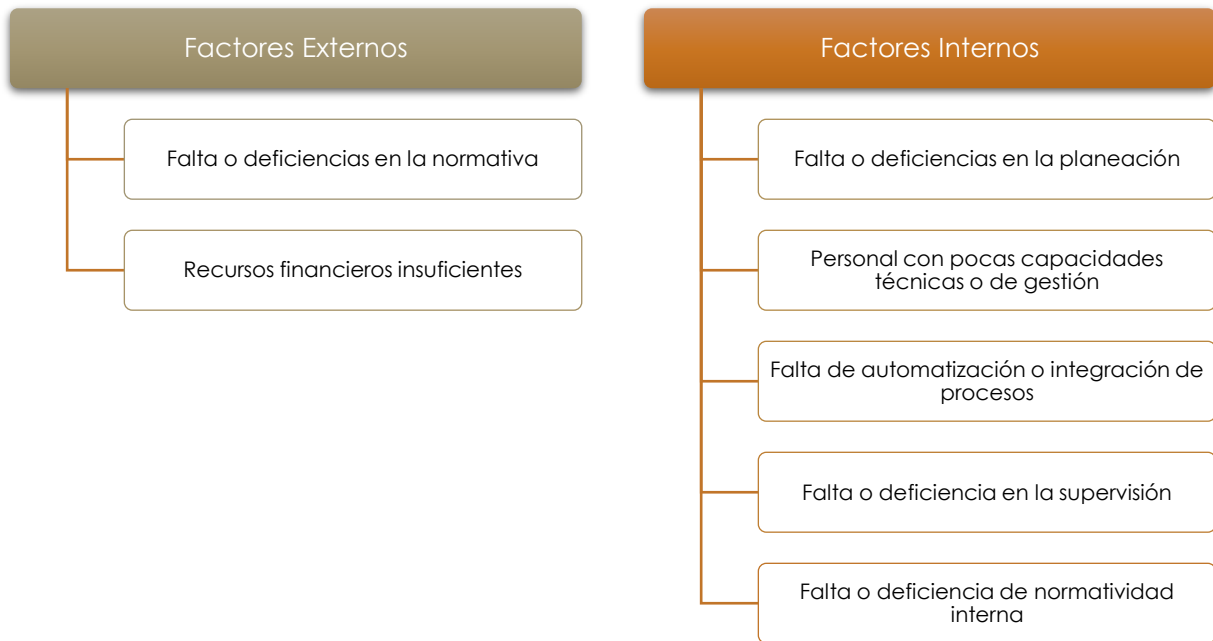 Factores Externos
Falta o deficiencias en la normativa
Recursos financieros insuficientes
Factores Internos
Falta o deficiencias en la planeación
Personal con pocas capacidades
técnicas o de gestión
Falta de automatización o integración de
procesos
Falta o deficiencia en la supervisión
Falta o deficiencia de normatividad
interna